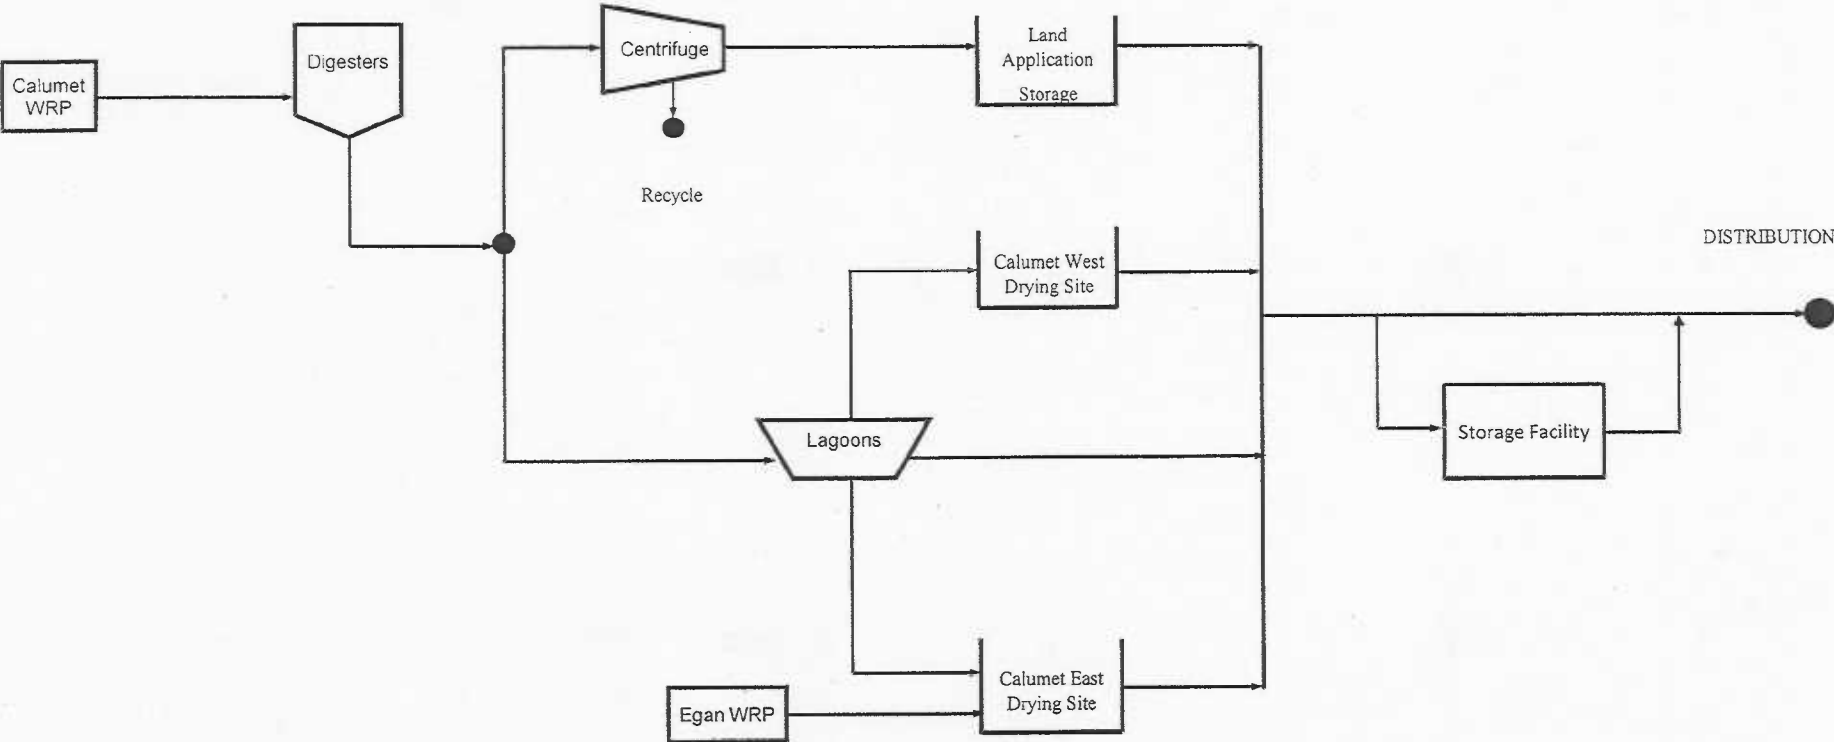 Calumet
WRP
Digesters
Centrifuge
Recycle
Land
Application
Storage
Calumet West
Drying Site
DISTRIBUTION
Lagoons
Storage Facility
Calumet East
Drying Site
Egan WRP